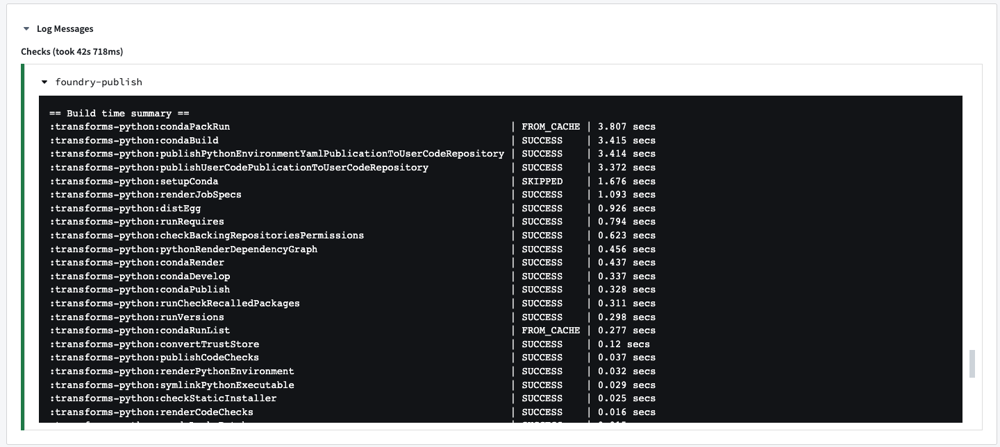 Log Messages
Checks (took 42s 718ms)
foundry-publish
== Build time summary ==
:transforms-python:condaPackRun | FROM_CACHE | 3.807 secs
:transforms-python:condaBuild | SUCCESS | 3.415 secs
:transforms-python:publishPythonEnvironmentYamlPublicationToUserCodeRepository | SUCCESS | 3.414 secs
:transforms-python:publishUserCodePublicationToUserCodeRepository | SUCCESS | 3.372 secs
:transforms-python:setupConda | SKIPPED | 1.676 secs
:transforms-python:renderJobSpecs | SUCCESS | 1.093 secs
:transforms-python:distEgg | SUCCESS | 0.926 secs
:transforms-python:runRequires | SUCCESS | 0.794 secs
:transforms-python:checkBackingRepositoriesPermissions | SUCCESS | 0.623 secs
:transforms-python:pythonRenderDependencyGraph | SUCCESS | 0.456 secs
:transforms-python:condaRender | SUCCESS | 0.437 secs
:transforms-python:condaDevelop | SUCCESS | 0.337 secs
:transforms-python:condaPublish | SUCCESS | 0.328 secs
:transforms-python:runCheckRecalledPackages | SUCCESS | 0.311 secs
:transforms-python:runVersions | SUCCESS | 0.298 secs
:transforms-python:condaRunList | FROM_CACHE | 0.277 secs
:transforms-python:convertTrustStore | SUCCESS | 0.12 secs
:transforms-python:publishCodeChecks | SUCCESS | 0.037 secs
:transforms-python:renderPythonEnvironment | SUCCESS | 0.032 secs
:transforms-python:symlinkPythonExecutable | SUCCESS | 0.029 secs
:transforms-python:checkStaticInstaller | SUCCESS | 0.025 secs
:transforms-python:renderCodeChecks | SUCCESS | 0.016 secs